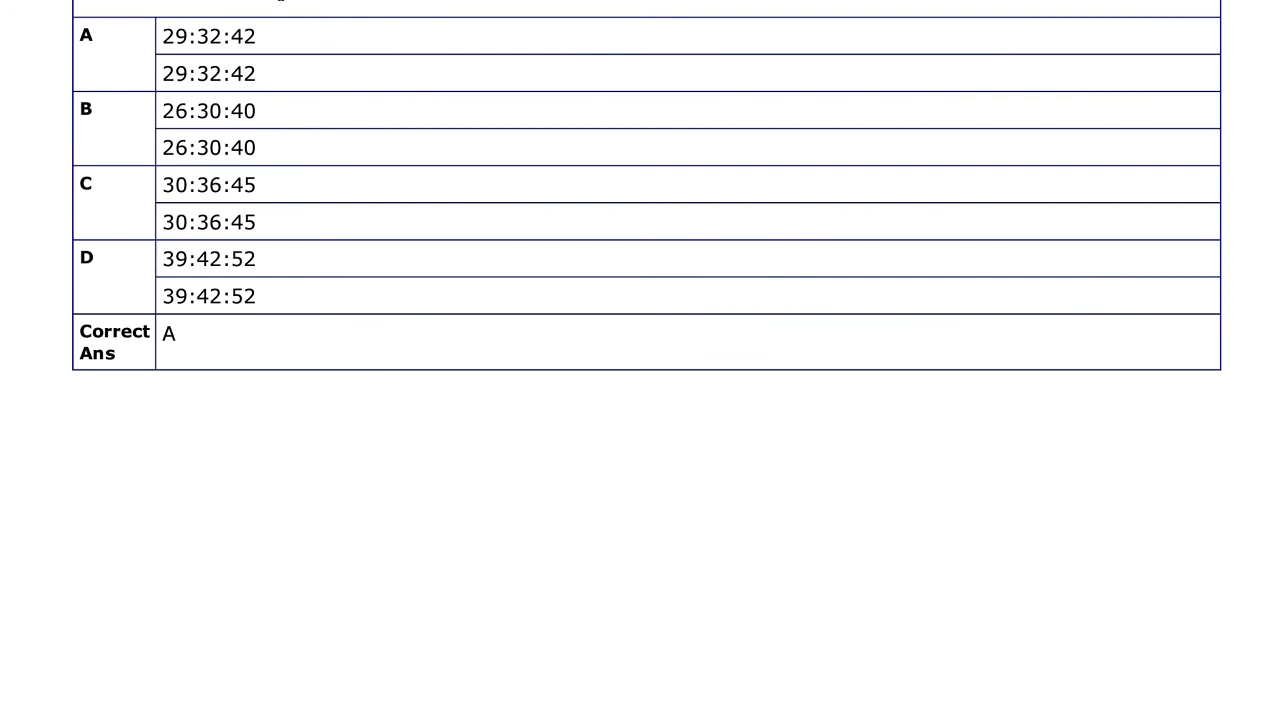 A 29:32:42
29:32:42
B 26:30:40
26:30:40
C 30:36:45
30:36:45
D 39:42:52
39:42:52
Correct A
Ans